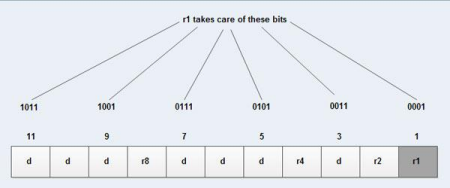 r1 takes care of these bits
1011 1001 0111 0101 0011 0001
11 9 7 5 3 1
d d d r8 d d d r4 d r2 r1